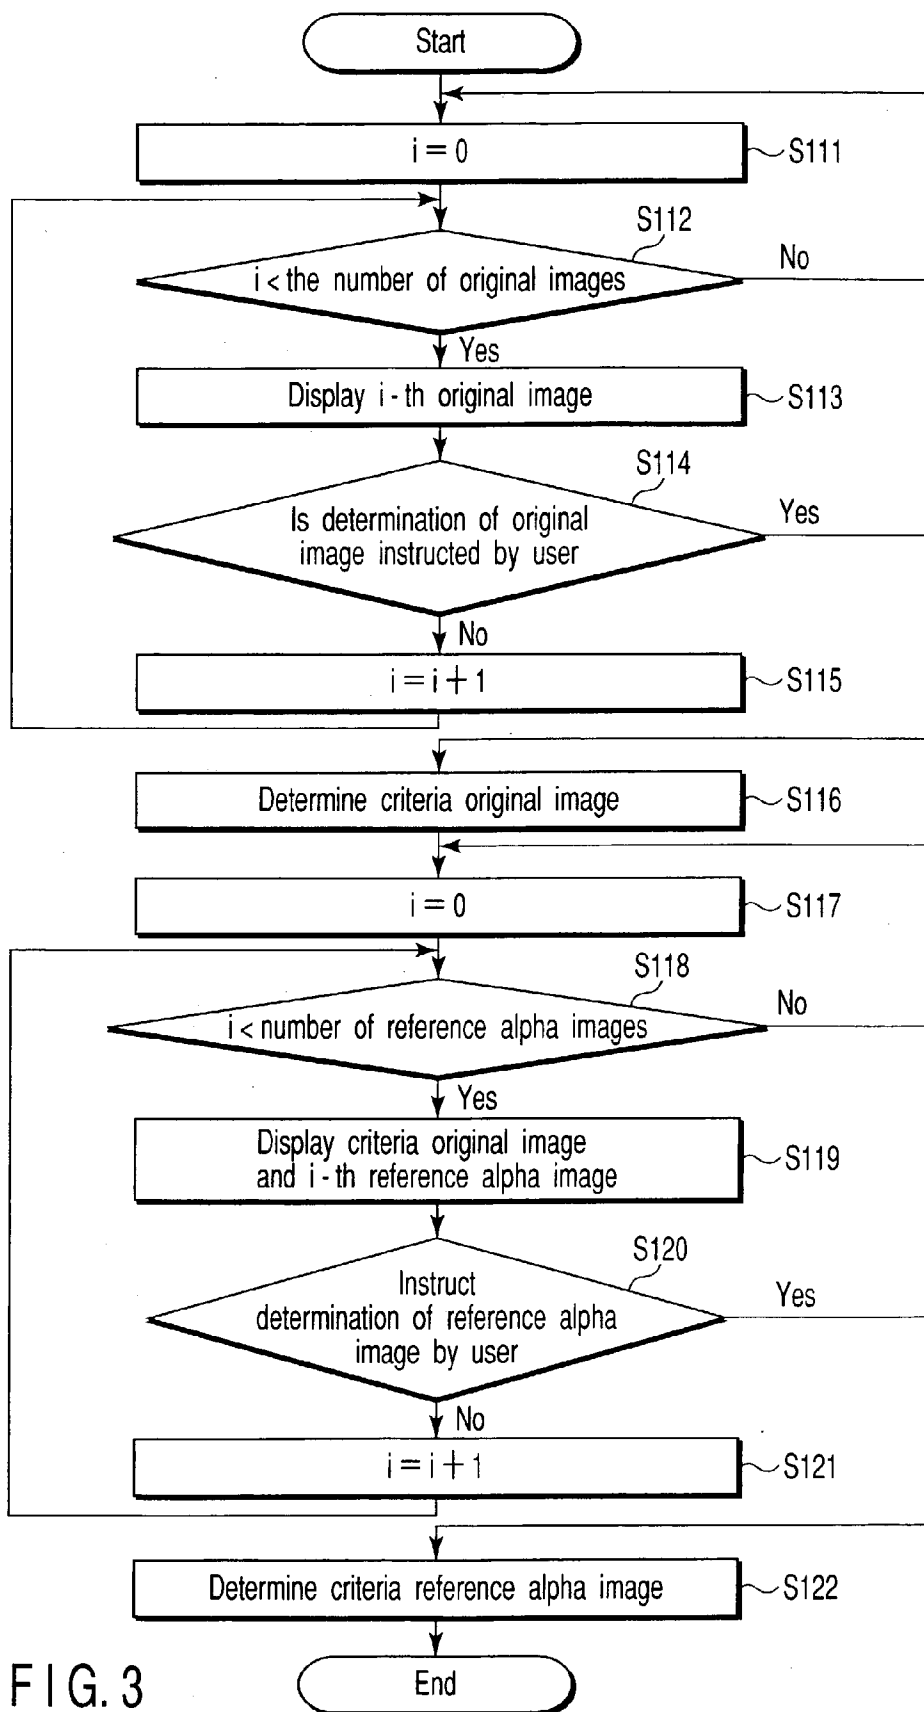 Start
i = 0
S111
S112
i < the number of original images
No
Yes
Display i - th original image
S113
S114
Is determination of original
image instructed by user
Yes
No
i = i + 1
S115
Determine criteria original image
S116
i = 0
S117
S118
i < number of reference alpha images
No
Yes
Display criteria original image
and i - th reference alpha image
S119
S120
Instruct
determination of reference alpha
image by user
Yes
No
i = i + 1
S121
Determine criteria reference alpha image
S122
End
FIG. 3